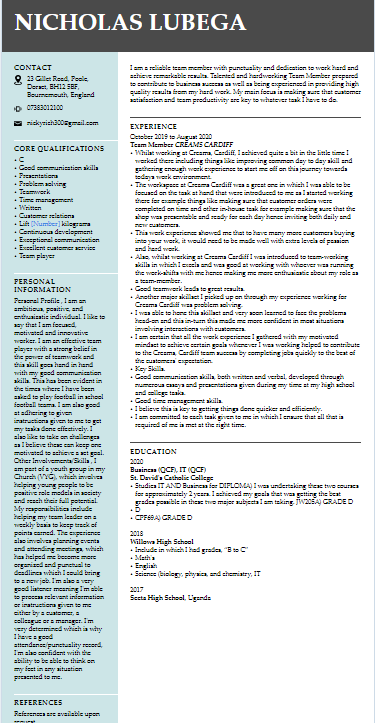 NICHOLAS LUBEGA
CONTACT
23 Gillet Road, Poole,
Dorset, BH12 5BF,
Bournemouth, England
07383012100
nickyrich300@gmail.com
CORE QUALIFICATIONS
• C
• Good communication skills
• Presentations
• Problem solving
• Teamwork
• Time management
• Written
• Customer relations
• Lift [Number] kilograms
• Continuous development
• Exceptional communication
• Excellent customer service
• Team player
PERSONAL
INFORMATION
Personal Profile , I am an
ambitious, positive, and
enthusiastic individual. I like to
say that I am focused,
motivated and innovative
worker. I am an effective team
player with a strong belief in
the power of teamwork and
this skill goes hand in hand
with my good communication
skills. This has been evident in
the times where I have been
asked to play football in school
football teams. I am also good
at adhering to given
instructions given to me to get
my tasks done effectively. I
also like to take on challenges
as I believe these can keep one
motivated to achieve a set goal.
Other Involvements/Skills , I
am part of a youth group in my
Church (VYG), which involves
helping young people to be
positive role models in society
and reach their full potential.
My responsibilities include
helping my team leader on a
weekly basis to keep track of
points earned. The experience
also involves planning events
and attending meetings, which
has helped me become more
organized and punctual to
deadlines which I could bring
to a new job. I'm also a very
good listener meaning I'm able
to process relevant information
or instructions given to me
either by a customer, a
colleague or a manager. I'm
very determined which is why
I have a good
attendance/punctuality record,
I'm also confident with the
ability to be able to think on
my feet in any situation
presented to me.
REFERENCES
References are available upon
request
I am a reliable team member with punctuality and dedication to work hard and
achieve remarkable results. Talented and hardworking Team Member prepared
to contribute to business success as well as being experienced in providing high
quality results from my hard work. My main focus is making sure that customer
satisfaction and team productivity are key to whatever task I have to do.
EXPERIENCE
October 2019 to August 2020
Team Member CREAMS CARDIFF
• Whilst working at Creams Cardiff, I achieved quite a bit in the little time I
worked there including things like improving common day to day skill and
gathering enough work experience to start me off on this journey towards
todays work environment.
• The workspace at Creams Cardiff was a great one in which I was able to be
focused on the task at hand that were introduced to me as I started working
there for example things like making sure that customer orders were
completed on time and other in-house task for example making sure that the
shop was presentable and ready for each day hence inviting both daily and
new customers.
• This work experience showed me that to have many more customers buying
into your work, it would need to be made well with extra levels of passion
and hard work.
• Also, whilst working at Creams Cardiff I was introduced to team-working
skills in which I excels and was good at working with whoever was running
the work-shifts with me hence making me more enthusiastic about my role as
a team-member.
• Good teamwork leads to great results.
• Another major skillset I picked up on through my experience working for
Creams Cardiff was problem solving.
• I was able to hone this skillset and very soon learned to face the problems
head-on and this in-turn this made me more confident in most situations
involving interactions with customers.
• I am certain that all the work experience I gathered with my motivated
mindset to achieve certain goals wherever I was working helped to contribute
to the Creams. Cardiff team success by completing jobs quickly to the best of
the customers. expectation.
• Key Skills.
• Good communication skills, both written and verbal, developed through
numerous essays and presentations given during my time at my high school
and college tasks.
• Good time management skills.
• I believe this is key to getting things done quicker and efficiently.
• I am committed to each task given to me in which I ensure that all that is
required of me is met at the right time.
EDUCATION
2020
Business (QCF), IT (QCF)
St. David's Catholic College
• Studies IT AND Business for DIPLOMA) I was undertaking these two courses
for approximately 2 years. I achieved my goals that was getting the best
grades possible in these two major subjects I am taking. JW205A) GRADE D
• D
• CPF69A) GRADE D
2018
Willows High School
• Include in which I had grades, "B to C"
• Math's
• English
• Science (biology, physics, and chemistry, IT
2017
Seeta High School, Uganda